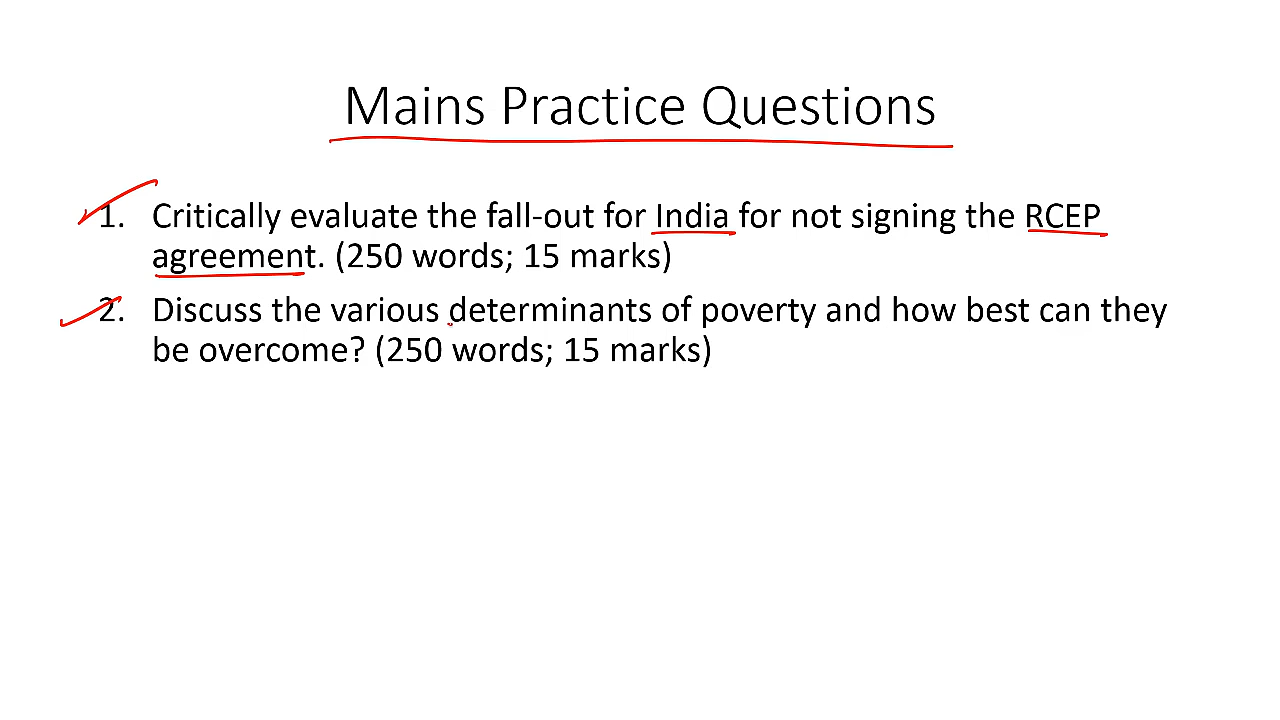 Mains Practice Questions
1. Critically evaluate the fall-out for India for not signing the RCEP
agreement. (250 words; 15 marks)
2. Discuss the various determinants of poverty and how best can they
be overcome? (250 words; 15 marks)